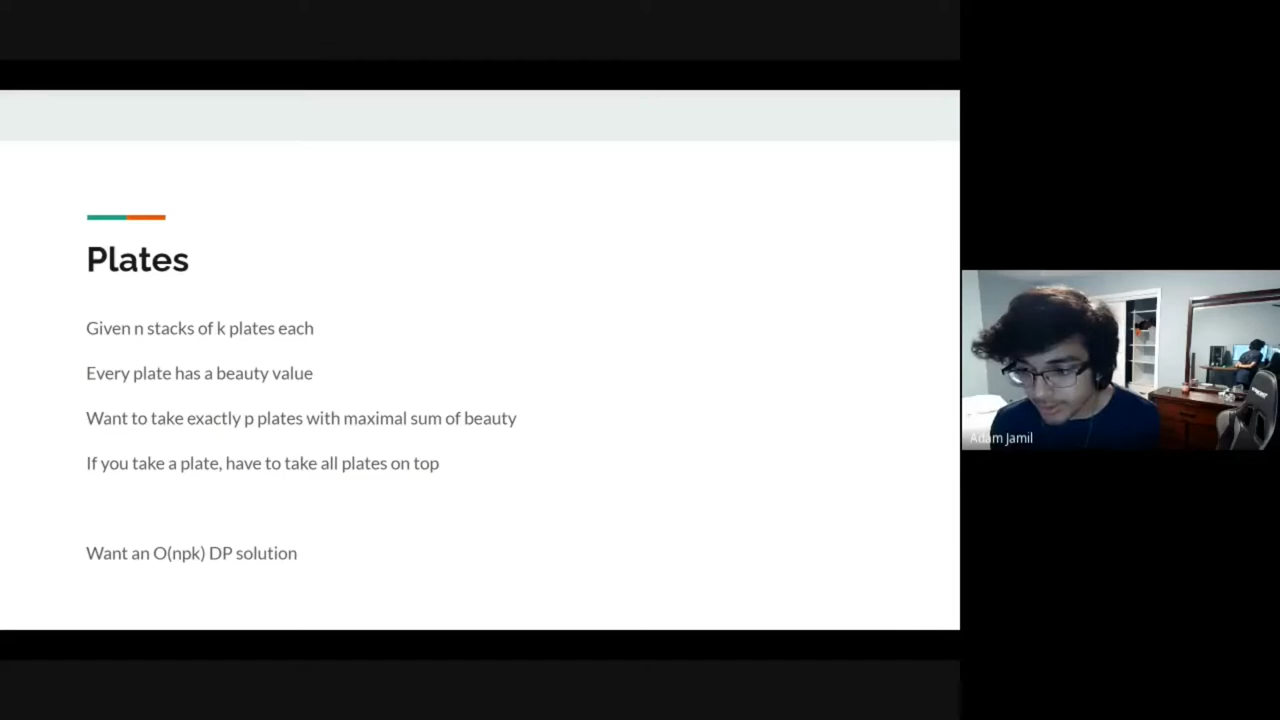 Plates
Given n stacks of k plates each
Every plate has a beauty value
Want to take exactly p plates with maximal sum of beauty
If you take a plate, have to take all plates on top
Want an O(npk) DP solution
Adam Jamil